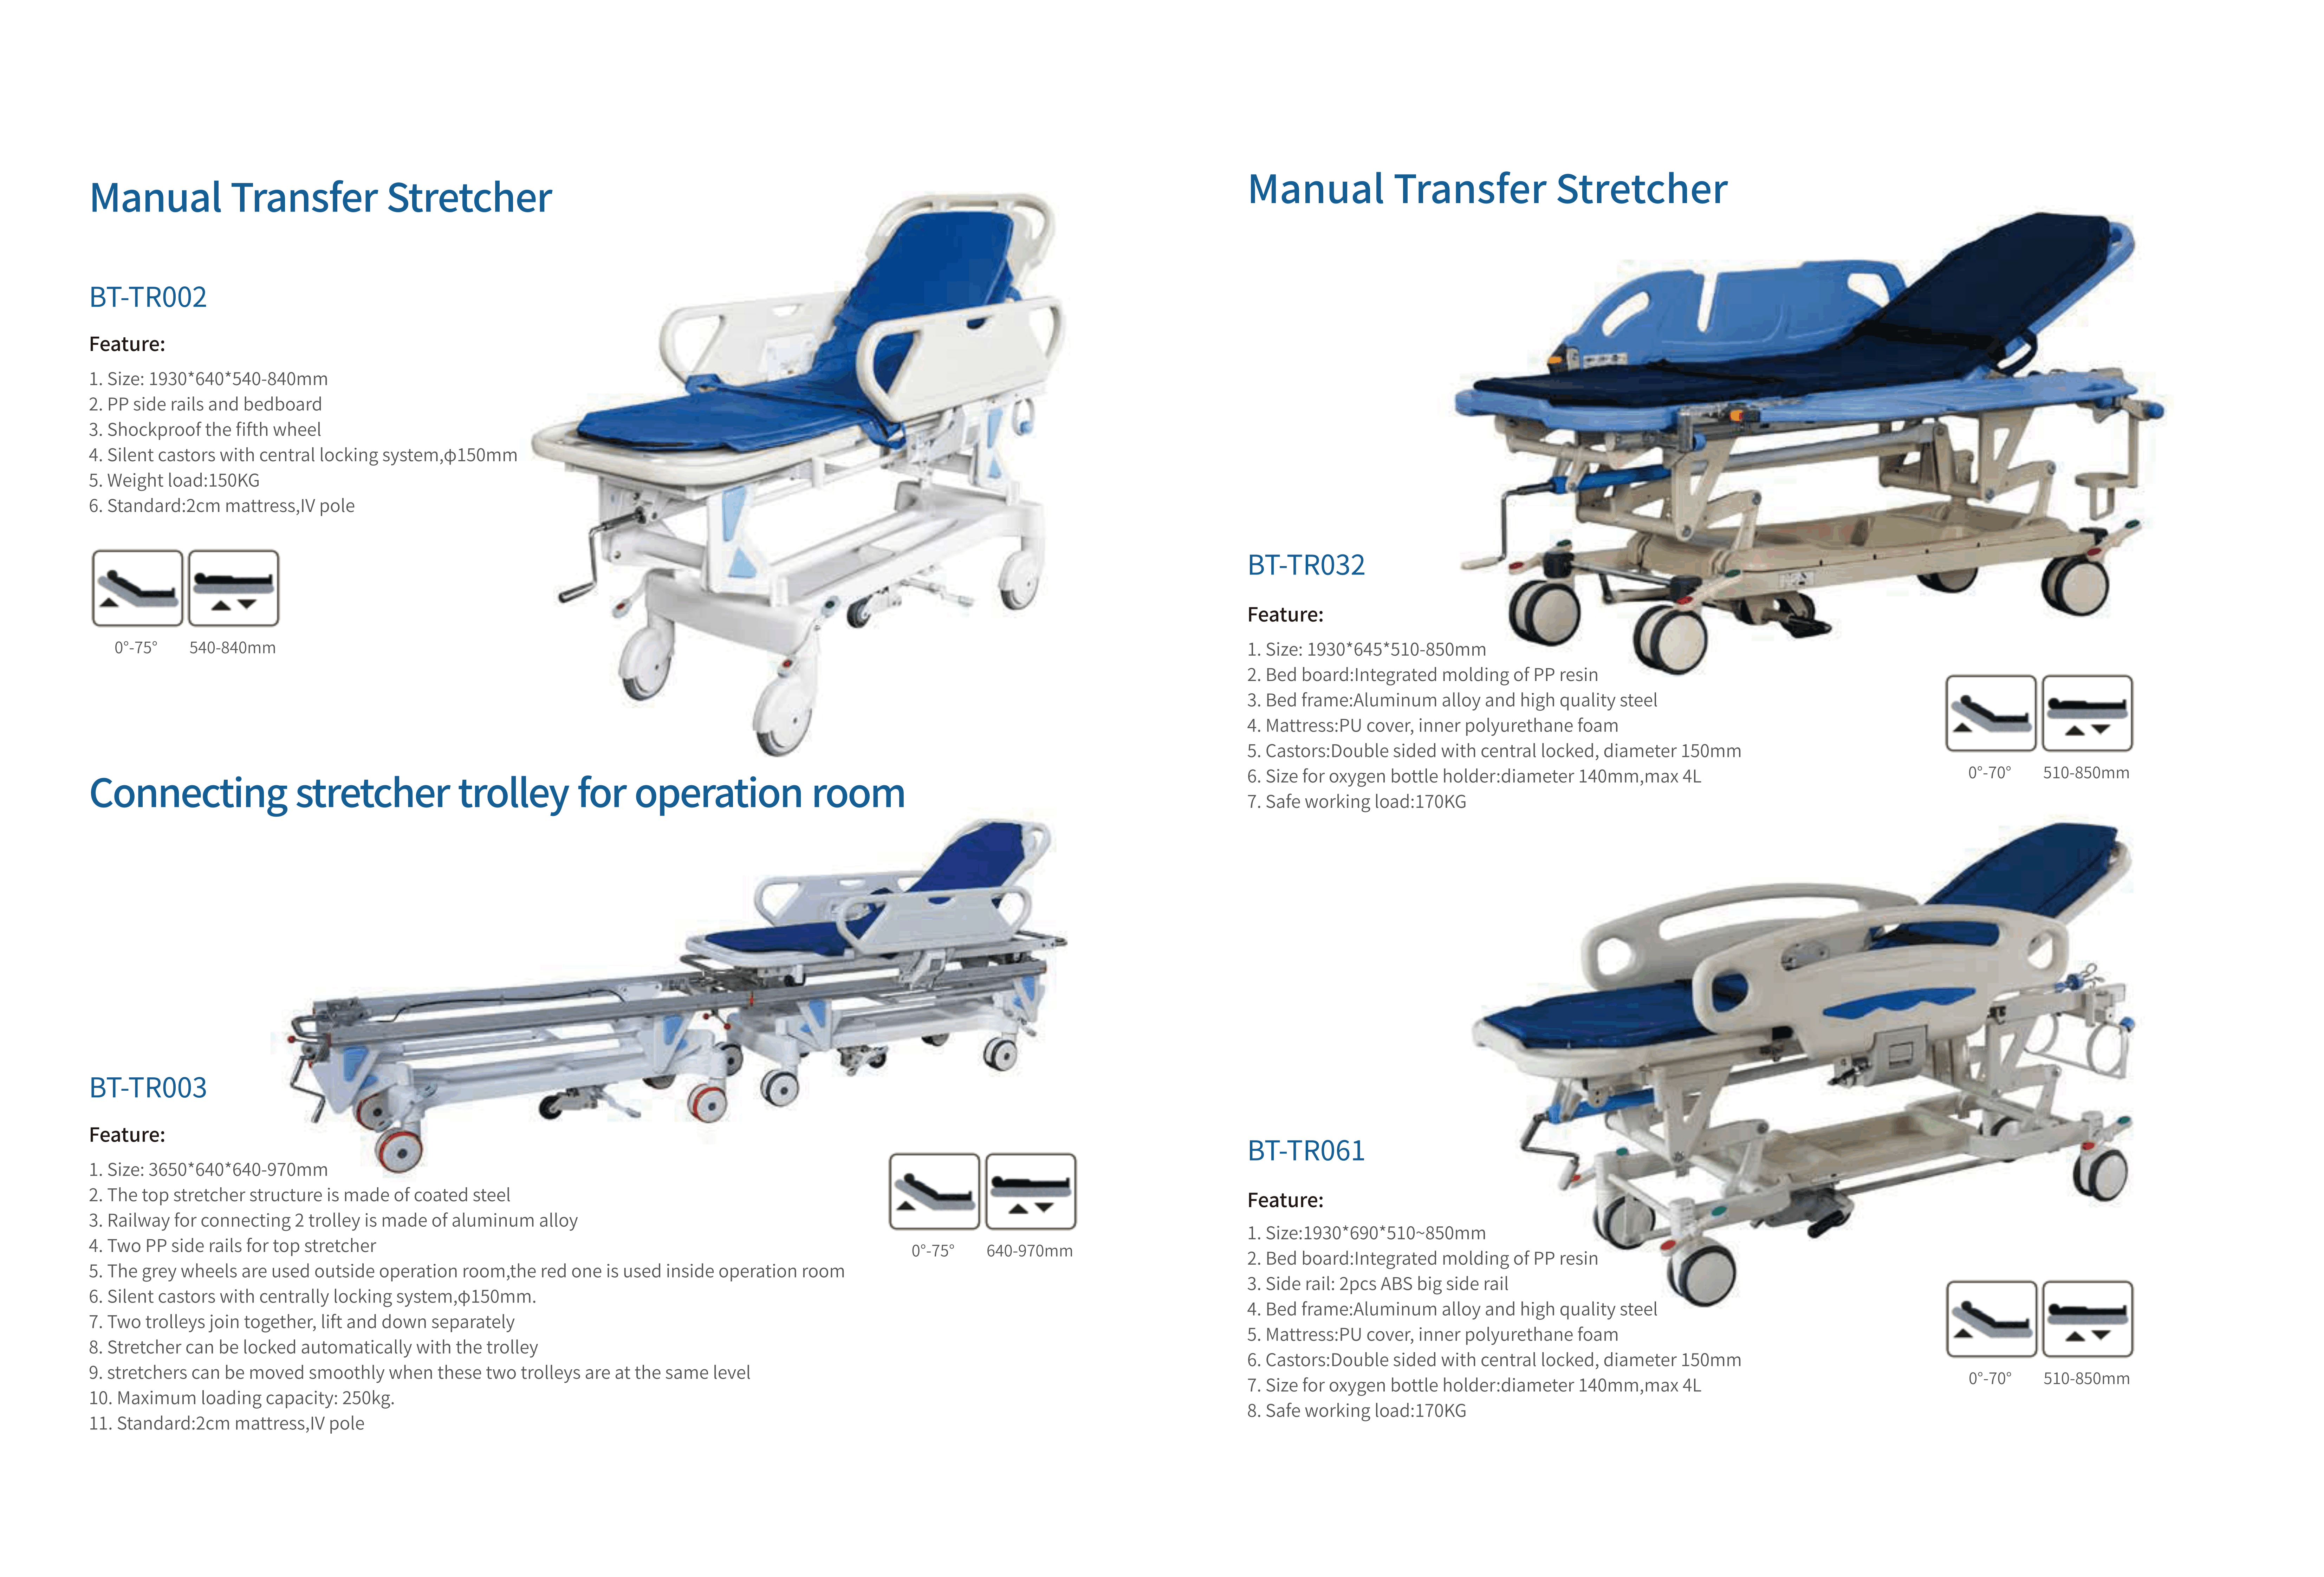 Manual Transfer Stretcher
BT-TR002
Feature:
1. Size: 1930*640*540-840mm
2. PP side rails and bedboard
3. Shockproof the fifth wheel
4. Silent castors with central locking system,φ150mm
5. Weight load:150KG
6. Standard:2cm mattress,IV pole
0°-75° 540-840mm
Connecting stretcher trolley for operation room
BT-TR003
Feature:
1. Size: 3650*640*640-970mm
2. The top stretcher structure is made of coated steel
3. Railway for connecting 2 trolley is made of aluminum alloy
4. Two PP side rails for top stretcher
5. The grey wheels are used outside operation room,the red one is used inside operation room
6. Silent castors with centrally locking system,φ150mm.
7. Two trolleys join together, lift and down separately
8. Stretcher can be locked automatically with the trolley
9. stretchers can be moved smoothly when these two trolleys are at the same level
10. Maximum loading capacity: 250kg.
11. Standard:2cm mattress,IV pole
0°-75° 640-970mm
Manual Transfer Stretcher
BT-TR032
Feature:
1. Size: 1930*645*510-850mm
2. Bed board:Integrated molding of PP resin
3. Bed frame:Aluminum alloy and high quality steel
4. Mattress:PU cover, inner polyurethane foam
5. Castors:Double sided with central locked, diameter 150mm
6. Size for oxygen bottle holder:diameter 140mm,max 4L
7. Safe working load:170KG
0°-70° 510-850mm
BT-TR061
Feature:
1. Size:1930*690*510~850mm
2. Bed board:Integrated molding of PP resin
3. Side rail: 2pcs ABS big side rail
4. Bed frame:Aluminum alloy and high quality steel
5. Mattress:PU cover, inner polyurethane foam
6. Castors:Double sided with central locked, diameter 150mm
7. Size for oxygen bottle holder:diameter 140mm,max 4L
8. Safe working load:170KG
0°-70° 510-850mm